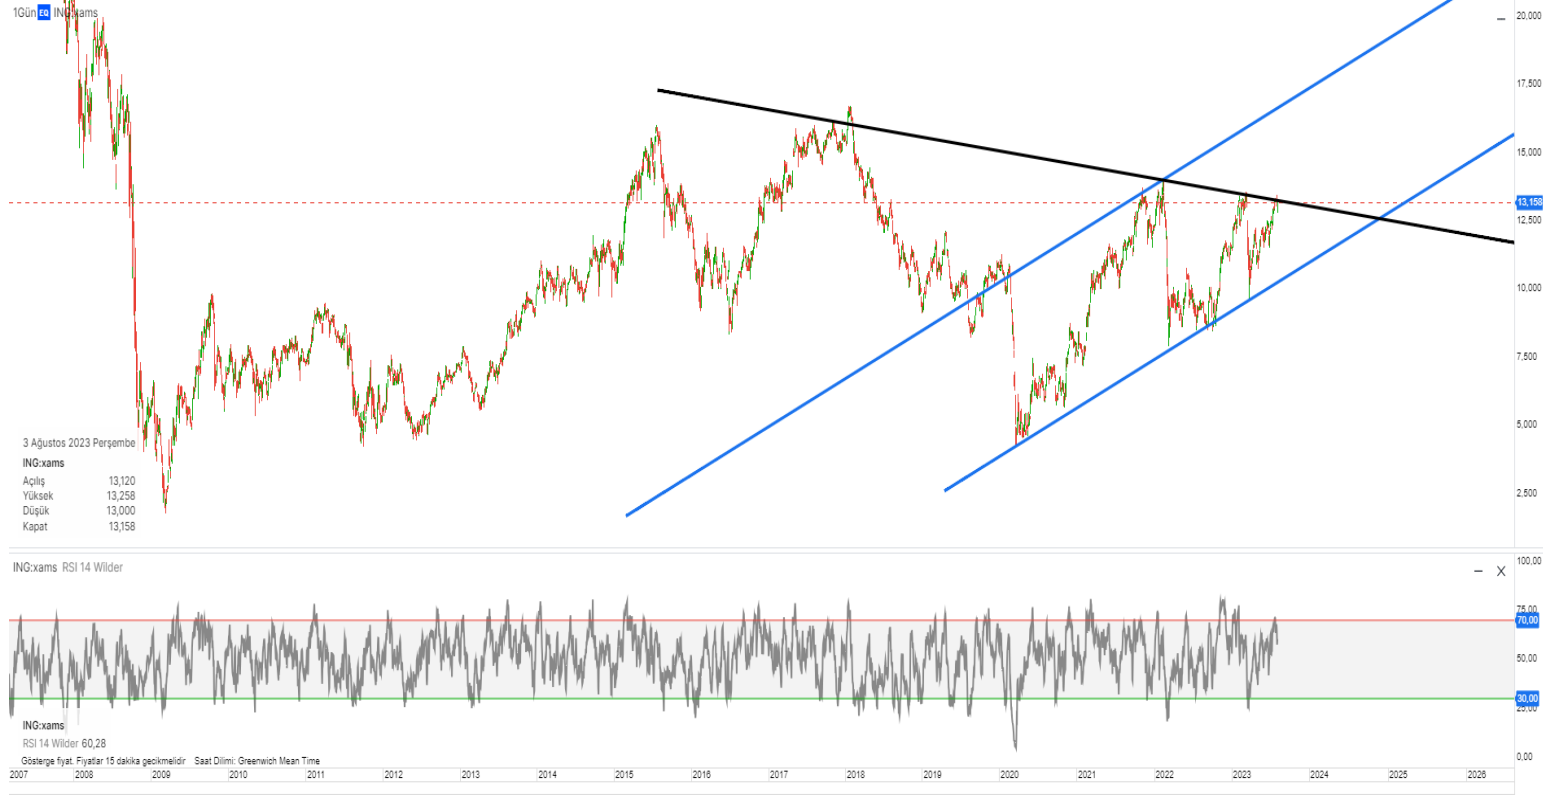 1Gün EQ ING:xams
20,000
17,500
15,000
13,158
12,500
10,000
7,500
5,000
2,500
3 Ağustos 2023 Perşembe
ING:xams
Açılış 13,120
Yüksek 13,258
Düşük 13,000
Kapat 13,158
ING:xams RSI 14 Wilder
100,00
75,00
70,00
50,00
30,00
25,00
0,00
ING:xams
RSI 14 Wilder 60,28
Gösterge fiyat. Fiyatlar 15 dakika gecikmelidir Saat Dilimi: Greenwich Mean Time
2007 2008 2009 2010 2011 2012 2013 2014 2015 2016 2017 2018 2019 2020 2021 2022 2023 2024 2025 2026